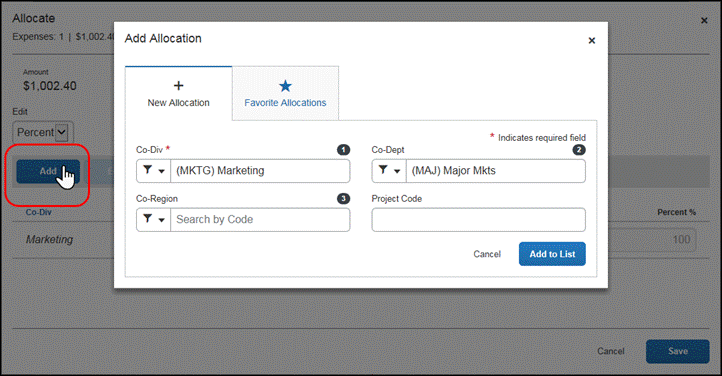 Allocate
Expenses: 1 | $1,002.40
Amount
$1,002.40
Edit
Percent
Add
Co-Div
Percent %
Marketing
100
Cancel
Save
Add Allocation
New Allocation
Favorite Allocations
* Indicates required field
Co-Div * 1
Co-Dept 2
(MKTG) Marketing
(MAJ) Major Mkts
Co-Region 3
Project Code
Search by Code
Cancel
Add to List